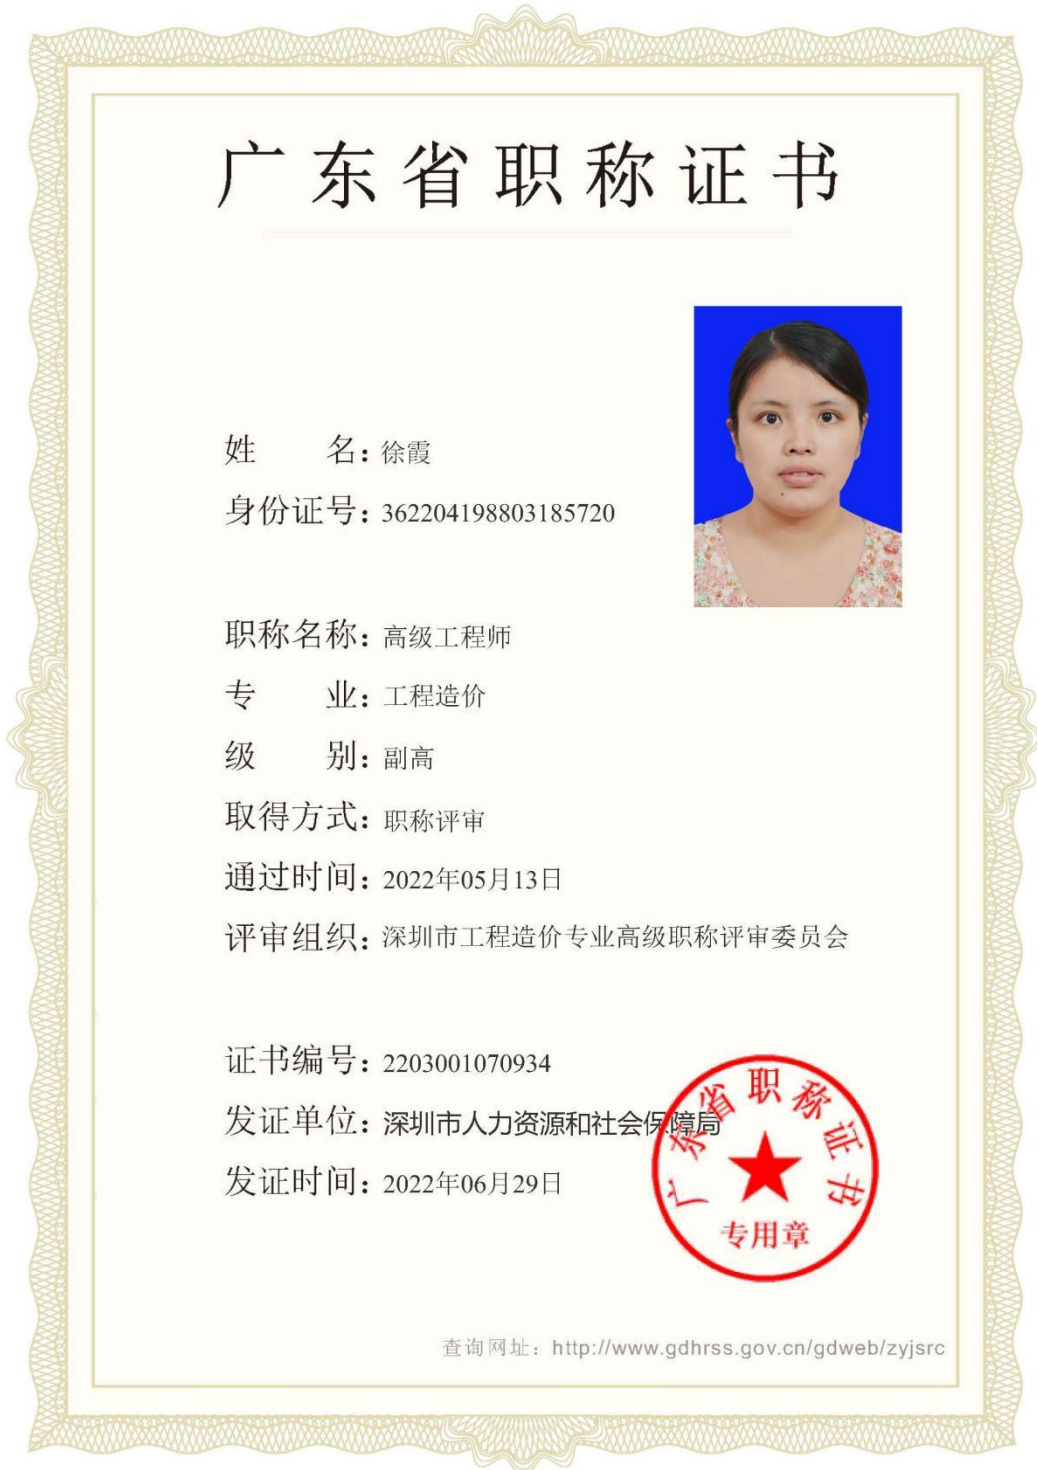 广东省职称证书
姓 名：徐霞
身份证号：362204198803185720
职称名称：高级工程师
专 业：工程造价
级 别：副高
取得方式：职称评审
通过时间：2022年05月13日
评审组织：深圳市工程造价专业高级职称评审委员会
证书编号：2203001070934
发证单位：深圳市人力资源和社会保障局
发证时间：2022年06月29日
广东省职称证书
专用章
查询网址：http://www.gdhrss.gov.cn/gdweb/zyjsrc